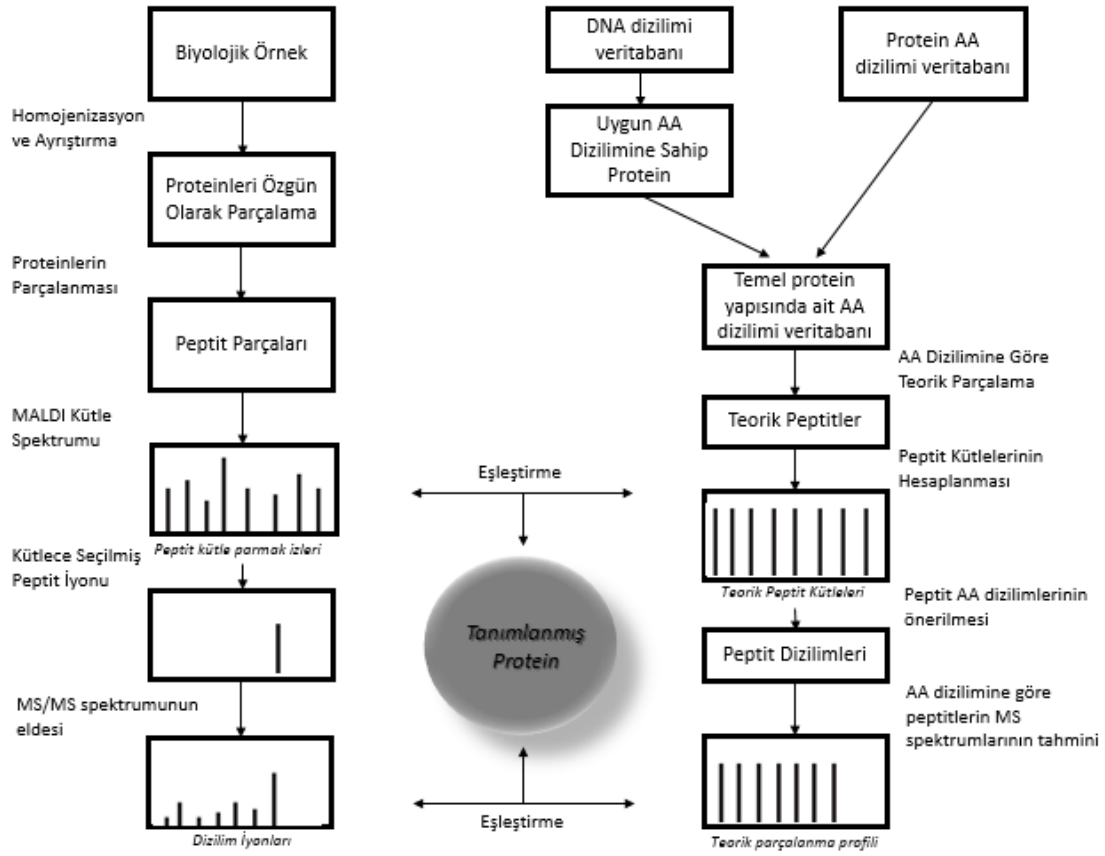 Biyolojik Örnek
Homojenizasyon
ve Ayrıştırma
Proteinleri Özgün
Olarak Parçalama
Proteinlerin
Parçalanması
Peptit Parçaları
MALDI Kütle
Spektrumu
Peptit kütle parmak izleri
Kütlece Seçilmiş
Peptit İyonu
MS/MS spektrumunun
eldesi
Dizilim İyonları
Eşleştirme
Tanımlanmış
Protein
Eşleştirme
DNA dizilimi
veritabanı
Protein AA
dizilimi veritabanı
Uygun AA
Dizilimine Sahip
Protein
Temel protein
yapısında ait AA
dizilimi veritabanı
AA Dizilimine Göre
Teorik Parçalama
Teorik Peptitler
Peptit Kütlelerinin
Hesaplanması
Teorik Peptit Kütleleri
Peptit AA dizilimlerinin
önerilmesi
Peptit Dizilimleri
AA dizilimine göre
peptitlerin MS
spektrumlarının tahmini
Teorik parçalanma profili